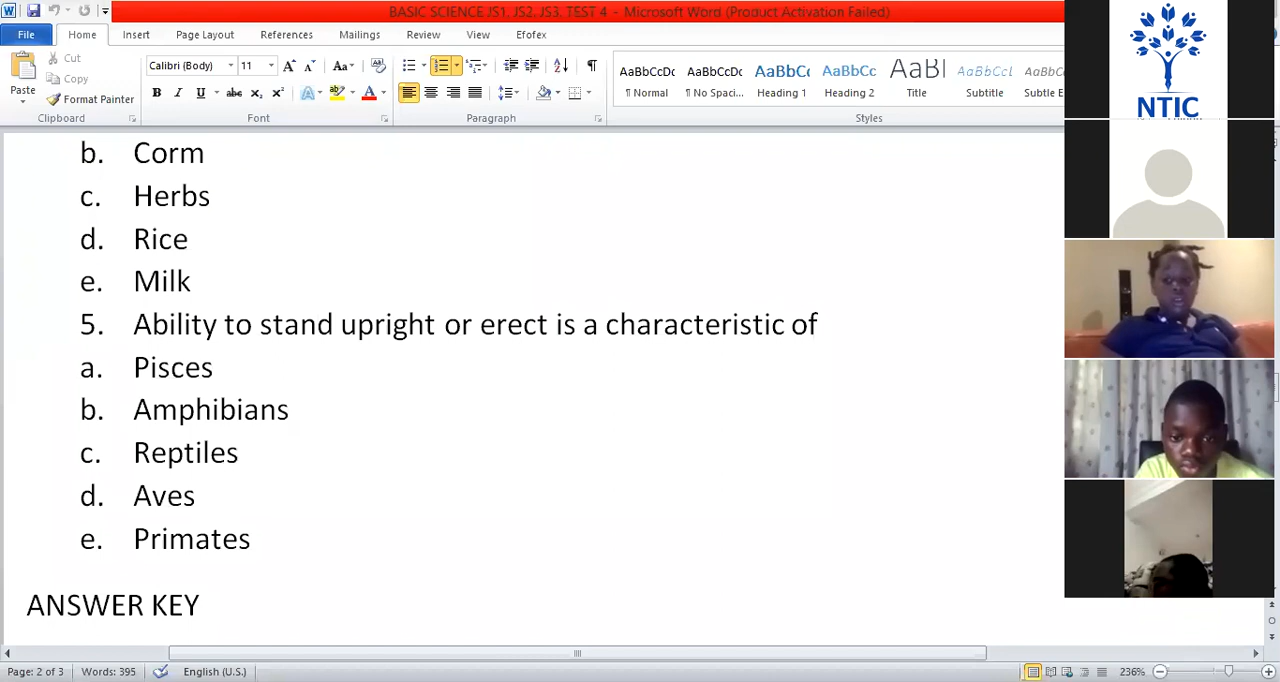 BASIC SCIENCE JS1, JS2, JS3, TEST 4 - Microsoft Word (Product Activation Failed)
File Home Insert Page Layout References Mailings Review View Efofex
Cut
Copy
Format Painter
Paste
Calibri (Body) 11
AaBbCcDc AaBbCcDc AaBbCc AaBbCc AaBl AaBbCcL AaBbCc
¶ Normal ¶ No Spaci... Heading 1 Heading 2 Title Subtitle Subtle E
Clipboard Font Paragraph Styles
b. Corm
c. Herbs
d. Rice
e. Milk
5. Ability to stand upright or erect is a characteristic of
a. Pisces
b. Amphibians
c. Reptiles
d. Aves
e. Primates
ANSWER KEY
Page: 2 of 3 Words: 395 English (U.S.) 236%
NTIC